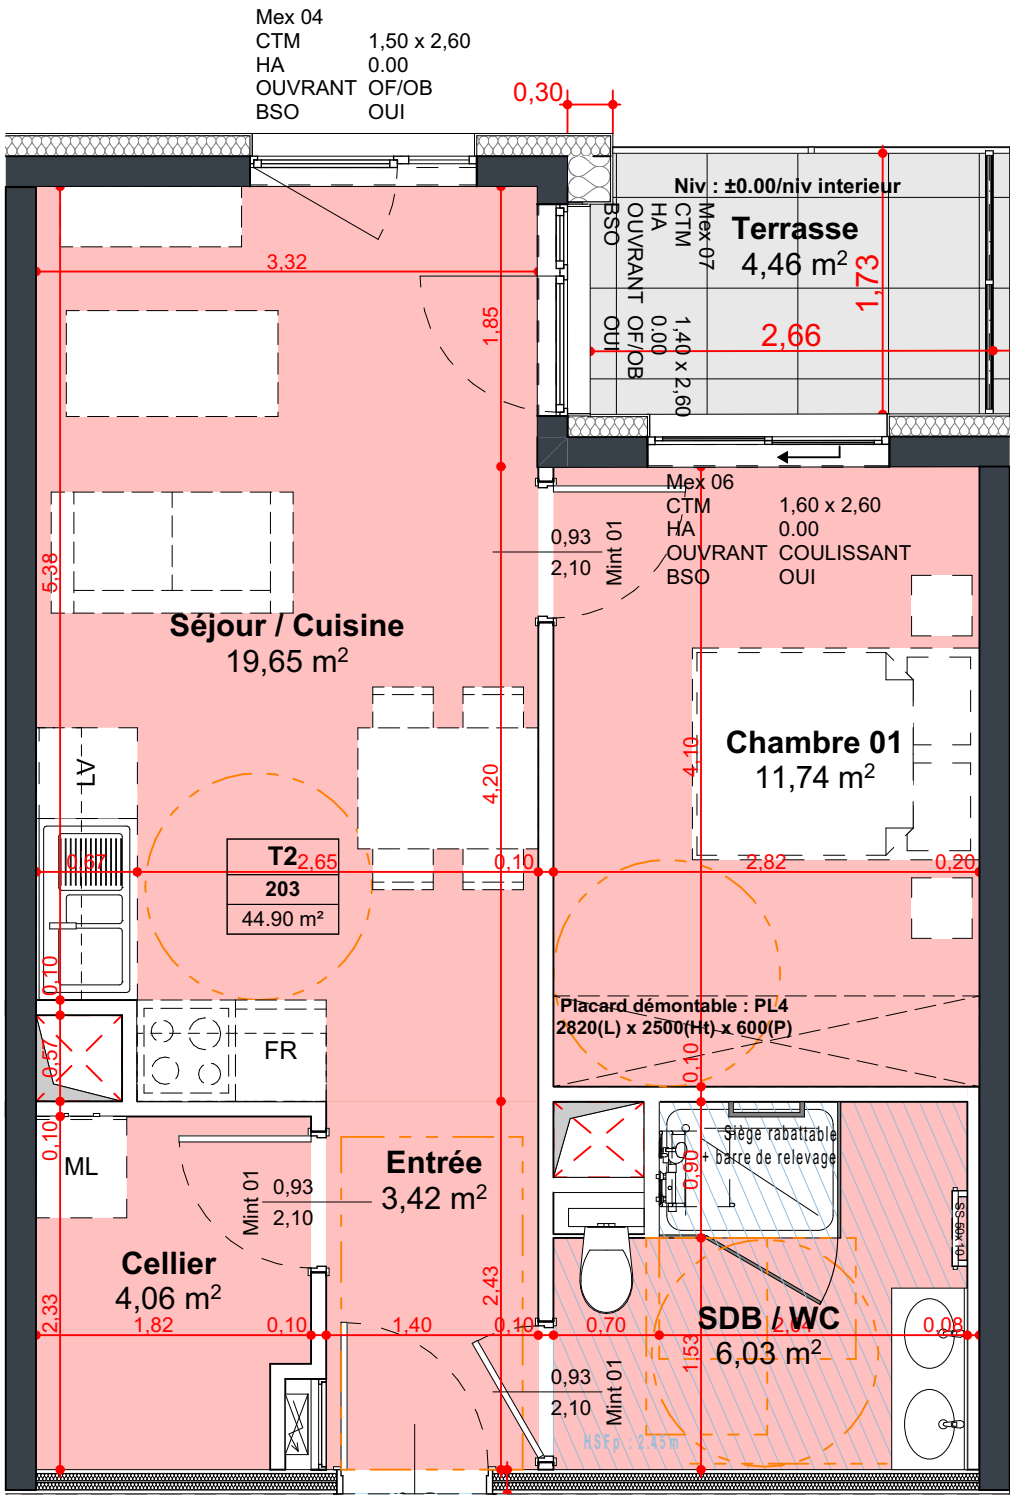 Mex 04
CTM 1,50 x 2,60
HA 0.00
OUVRANT OF/OB
BSO OUI
0,30
Niv : ±0.00/niv interieur
Terrasse
4,46 m²
1,73
2,66
Mex 07
CTM 1,40 x 2,60
HA 0.00
OUVRANT OF/OB
BSO OUI
3,32
1,85
Mex 06
CTM 1,60 x 2,60
HA 0.00
OUVRANT COULISSANT
BSO OUI
0,93
2,10
Mint 01
5,38
Séjour / Cuisine
19,65 m²
Chambre 01
11,74 m²
4,10
4,20
LV
T2
203
44.90 m²
0,67
2,65
0,10
2,82
0,20
0,10
Placard démontable : PL4
2820(L) x 2500(Ht) x 600(P)
0,57
FR
0,10
0,10
ML
Siège rabattable
+ barre de relevage
0,90
Entrée
3,42 m²
0,93
2,10
Mint 01
SS 50x10
Cellier
4,06 m²
2,33
2,43
1,82
0,10
1,40
0,10
0,70
2,04
0,08
SDB / WC
6,03 m²
1,53
0,93
2,10
Mint 01
HSFp : 2.45m